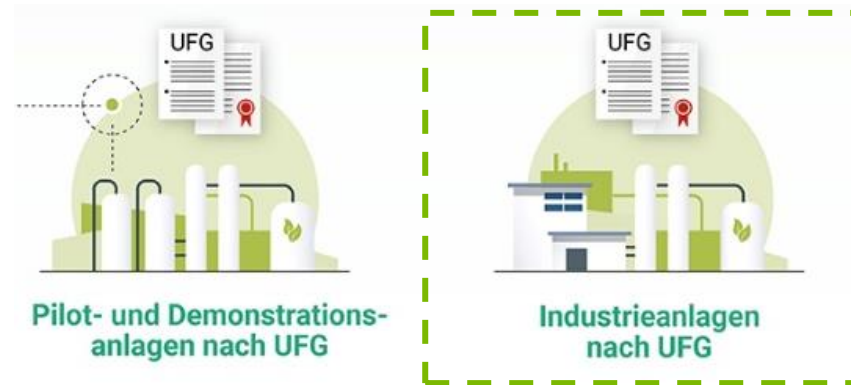 UFG
Pilot- und Demonstrations-
anlagen nach UFG
UFG
Industrieanlagen
nach UFG